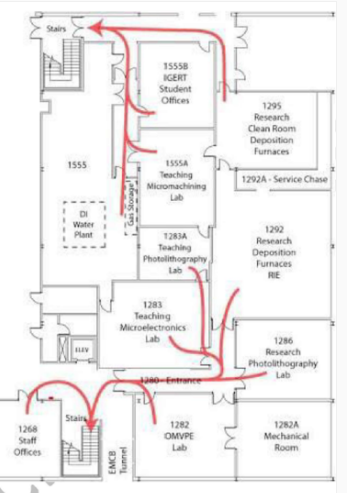 Stairs
1555B
IGERT
Student
Offices
1295
Research
Clean Room
Deposition
Furnaces
1555
1555A
Teaching
Micromachining
Lab
1292A - Service Chase
Gas Storage
DI
Water
Plant
1283A
Teaching
Photolithography
Lab
1292
Research
Deposition
Furnaces
RIE
1283
Teaching
Microelectronics
Lab
ELEV
1286
Research
Photolithography
Lab
1280 - Entrance
1268
Staff
Offices
Stairs
EMCB
Tunnel
1282
OMVPE
Lab
1282A
Mechanical
Room